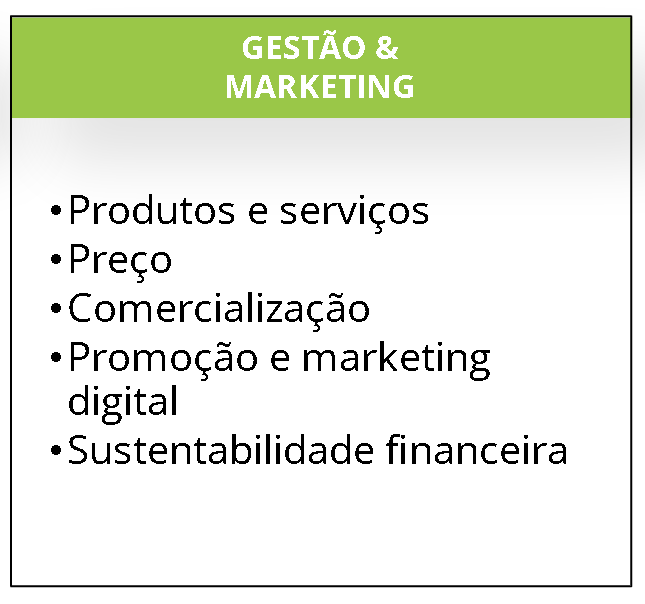 GESTÃO &
MARKETING
•Produtos e serviços
•Preço
•Comercialização
•Promoção e marketing
digital
•Sustentabilidade financeira